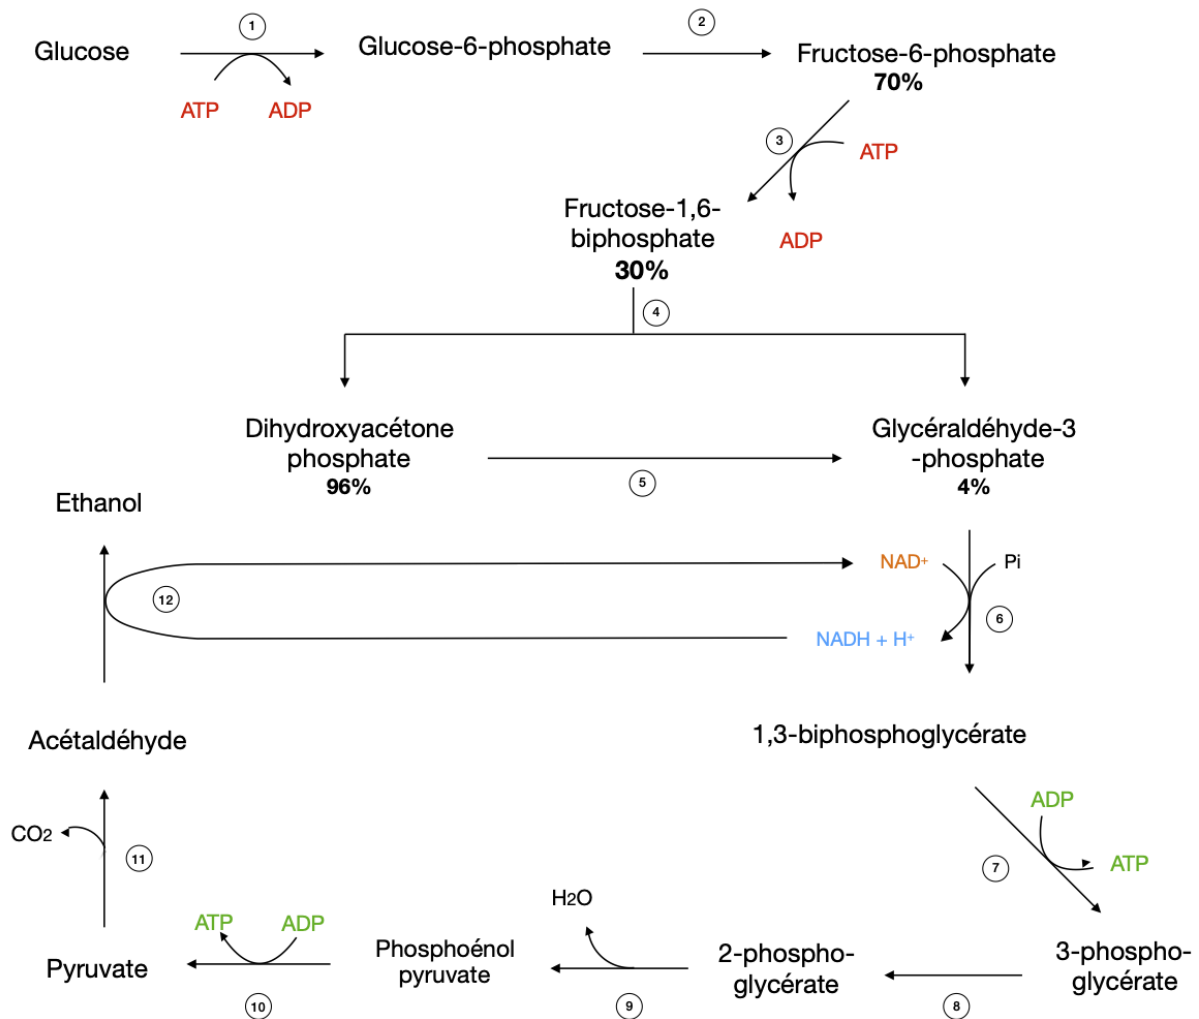 1
Glucose
Glucose-6-phosphate
2
Fructose-6-phosphate
70%
ATP
ADP
3
ATP
ADP
Fructose-1,6-
biphosphate
30%
4
Dihydroxyacétone
phosphate
96%
5
Glycéraldéhyde-3
-phosphate
4%
Ethanol
NAD+
Pi
12
6
NADH + H+
Acétaldéhyde
1,3-biphosphoglycérate
CO2
11
ADP
7
ATP
H2O
ATP
ADP
Pyruvate
Phosphoénol
pyruvate
2-phospho-
glycérate
3-phospho-
glycérate
10
9
8